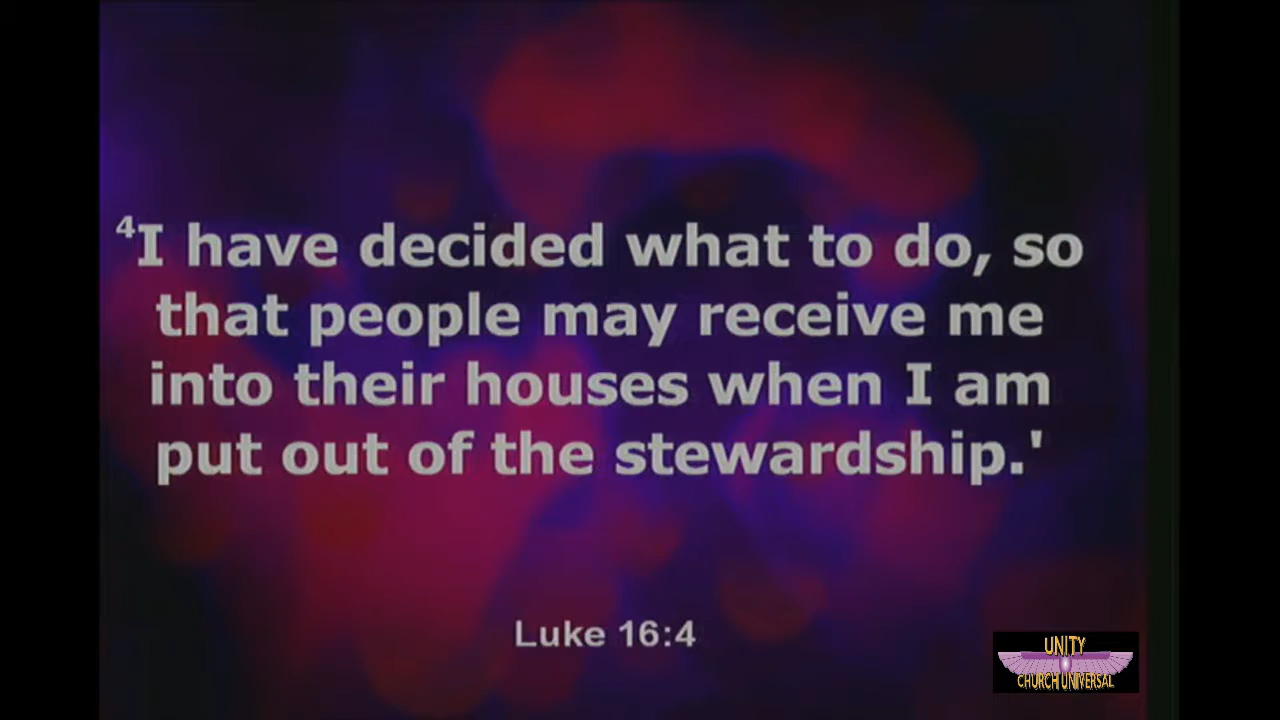 ⁴I have decided what to do, so
that people may receive me
into their houses when I am
put out of the stewardship.'
Luke 16:4
UNITY
CHURCH UNIVERSAL